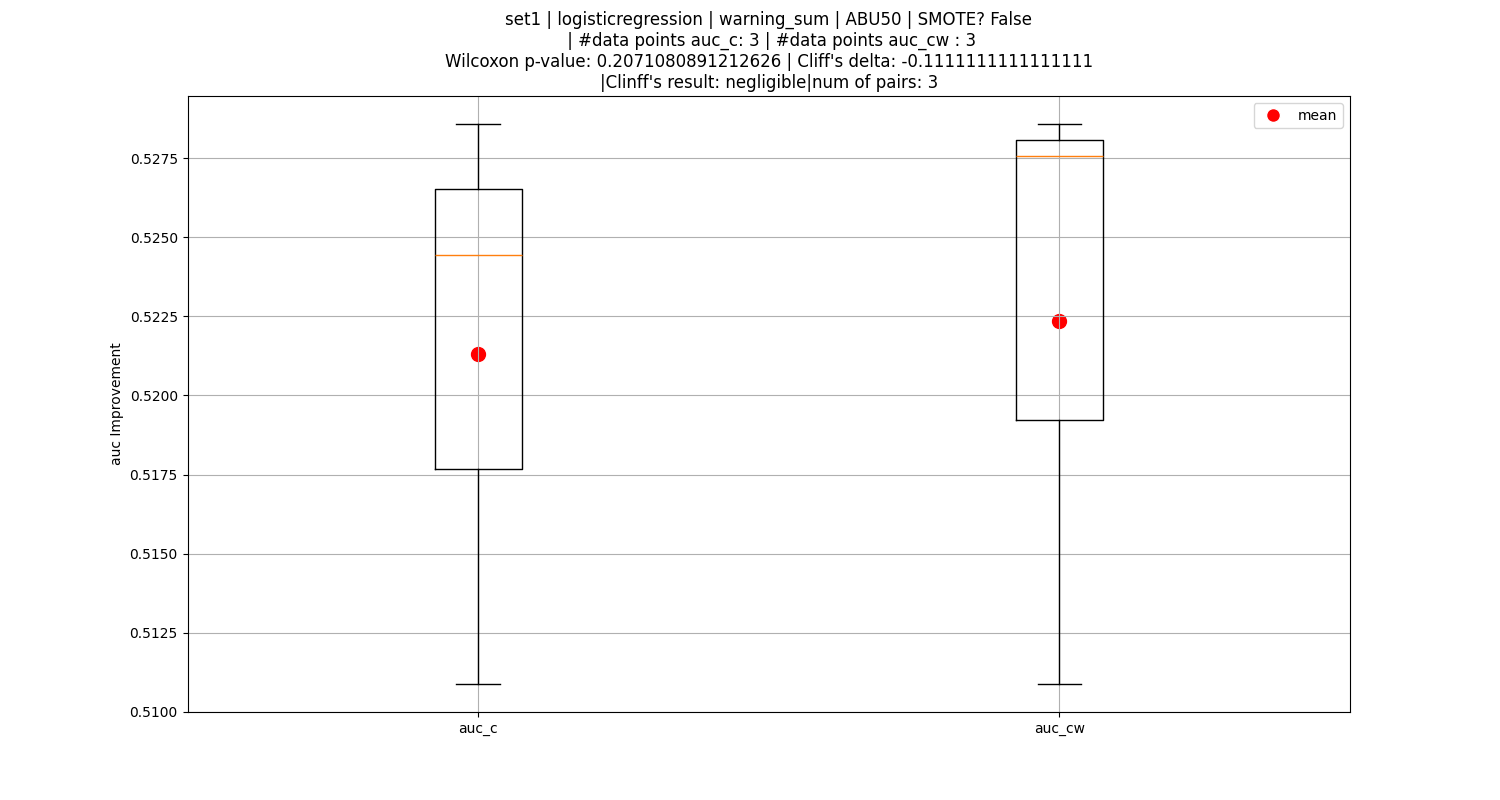 set1 | logisticregression | warning_sum | ABU50 | SMOTE? False
| #data points auc_c: 3 | #data points auc_cw : 3
Wilcoxon p-value: 0.2071080891212626 | Cliff's delta: -0.1111111111111111
|Clinff's result: negligible|num of pairs: 3
mean
0.5275
0.5250
0.5225
0.5200
0.5175
0.5150
0.5125
0.5100
auc Improvement
auc_c
auc_cw